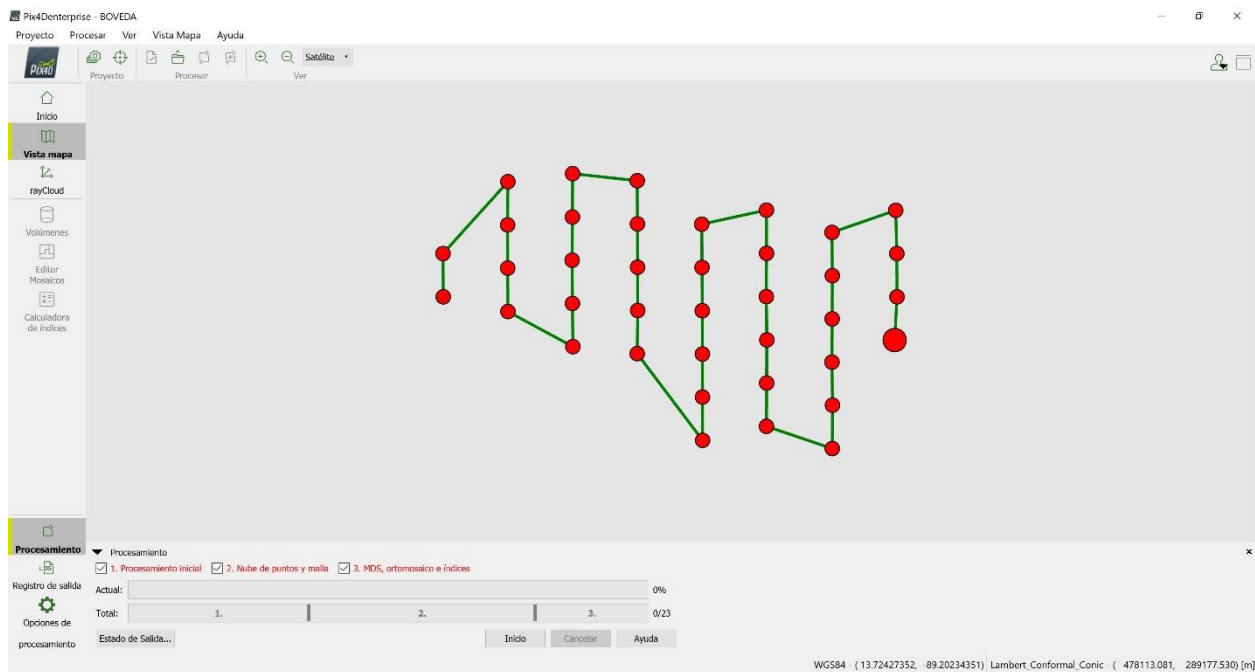 Pix4Denterprise - BOVEDA
Proyecto Procesar Ver Vista Mapa Ayuda
PIX4D
Satélite
Proyecto Procesar Ver
Inicio
Vista mapa
rayCloud
Volúmenes
Editor
Mosaicos
Calculadora
de índices
Procesamiento
Registro de salida
Opciones de
procesamiento
Procesamiento
1. Procesamiento inicial 2. Nube de puntos y malla 3. MDS, ortomosaico e índices
Actual: 0%
Total: 1. 2. 3. 0/23
Estado de Salida... Inicio Cancelar Ayuda
WGS84 - ( 13.72427352, -89.20234351) Lambert_Conformal_Conic - ( 478113.081, 289177.530) [m]